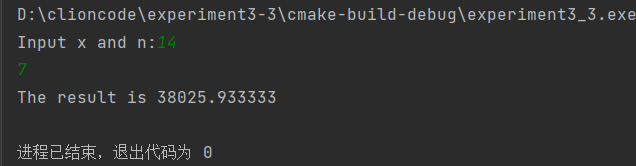 D:\clioncode\experiment3-3\cmake-build-debug\experiment3_3.exe
Input x and n:14
7
The result is 38025.933333
进程已结束，退出代码为 0